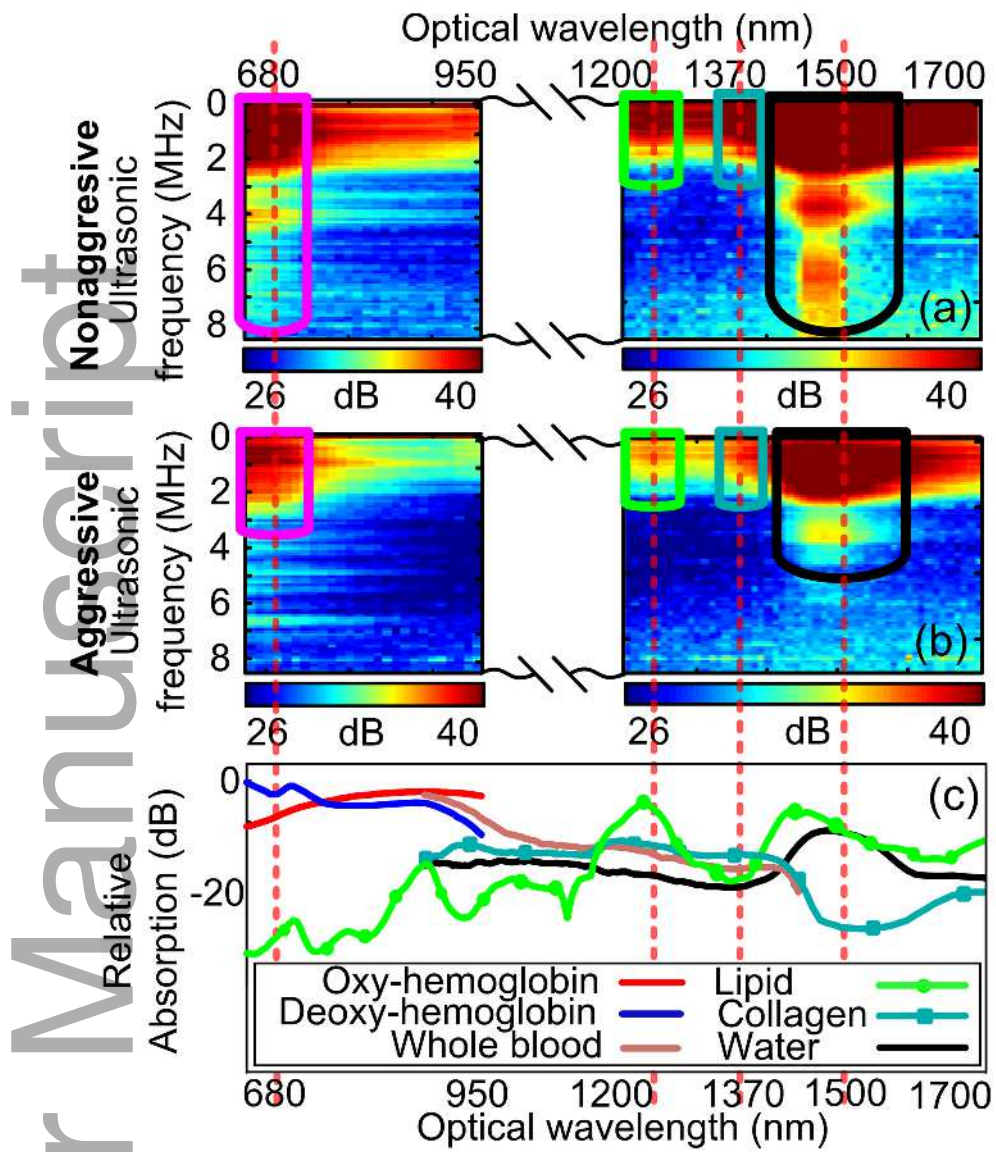 Optical wavelength (nm)
680 950 1200 1370 1500 1700
Nonaggresive
Ultrasonic
frequency (MHz)
0
2
4
6
8
(a)
26 dB 40 26 dB 40
Aggressive
Ultrasonic
frequency (MHz)
0
2
4
6
8
(b)
26 dB 40 26 dB 40
Relative
Absorption (dB)
0
-20
(c)
Oxy-hemoglobin Lipid
Deoxy-hemoglobin Collagen
Whole blood Water
680 950 1200 1370 1500 1700
Optical wavelength (nm)
r Manuscript